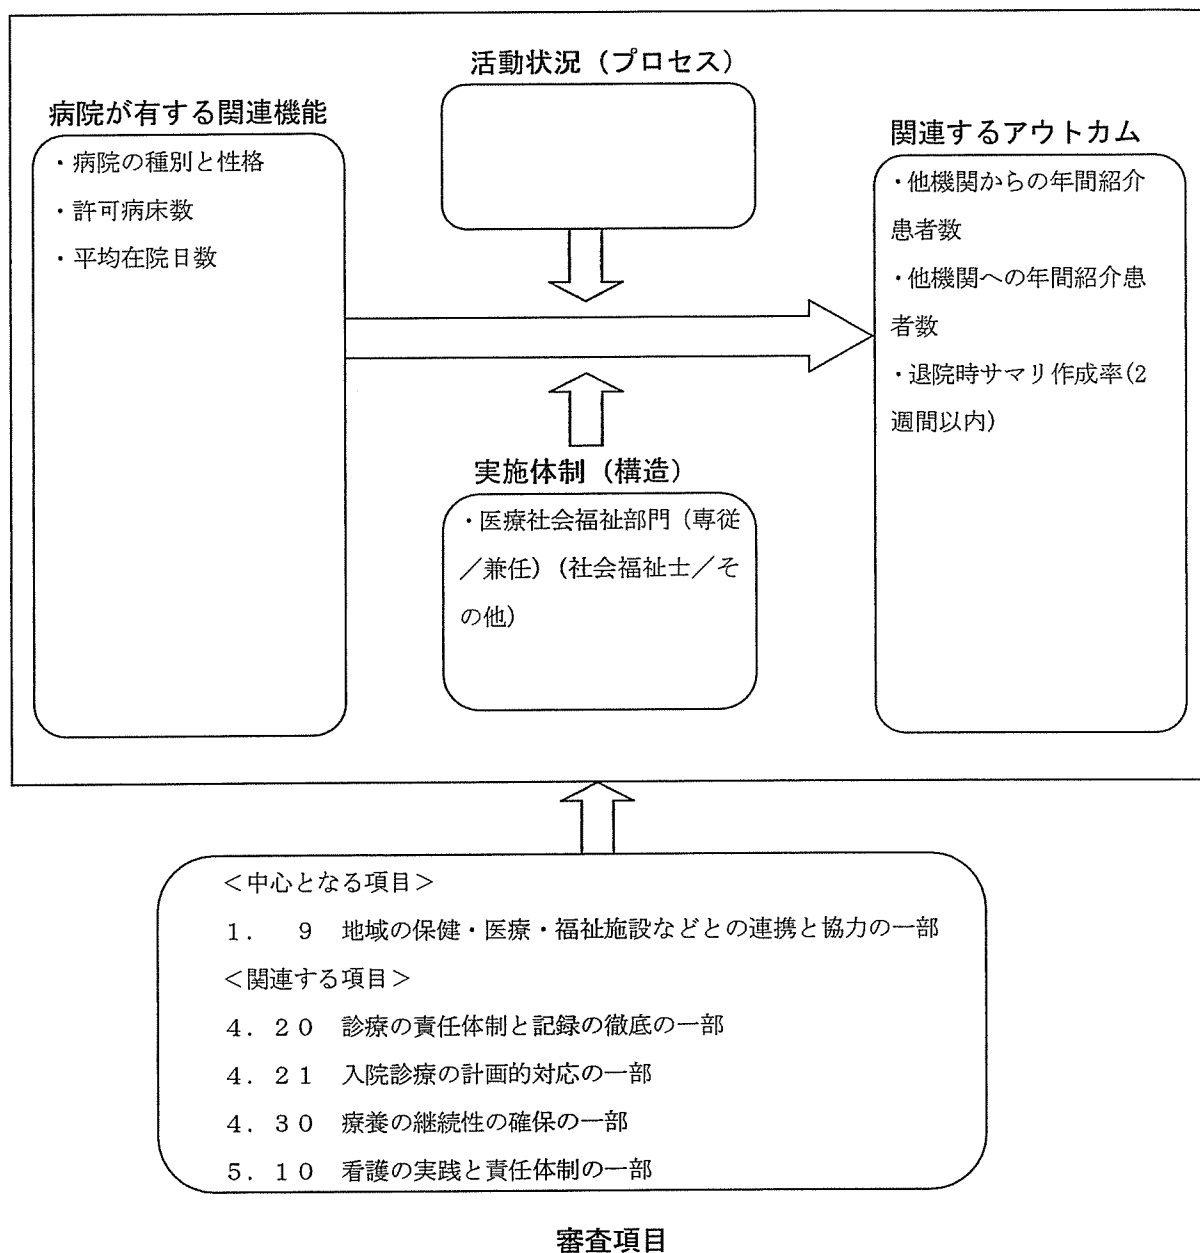 活動状況（プロセス）
病院が有する関連機能
・病院の種別と性格
・許可病床数
・平均在院日数
関連するアウトカム
・他機関からの年間紹介
患者数
・他機関への年間紹介患
者数
・退院時サマリ作成率(2
週間以内)
実施体制（構造）
・医療社会福祉部門（専従
／兼任）（社会福祉士／そ
の他）
＜中心となる項目＞
１．　９　地域の保健・医療・福祉施設などとの連携と協力の一部
＜関連する項目＞
４．２０　診療の責任体制と記録の徹底の一部
４．２１　入院診療の計画的対応の一部
４．３０　療養の継続性の確保の一部
５．１０　看護の実践と責任体制の一部
審査項目